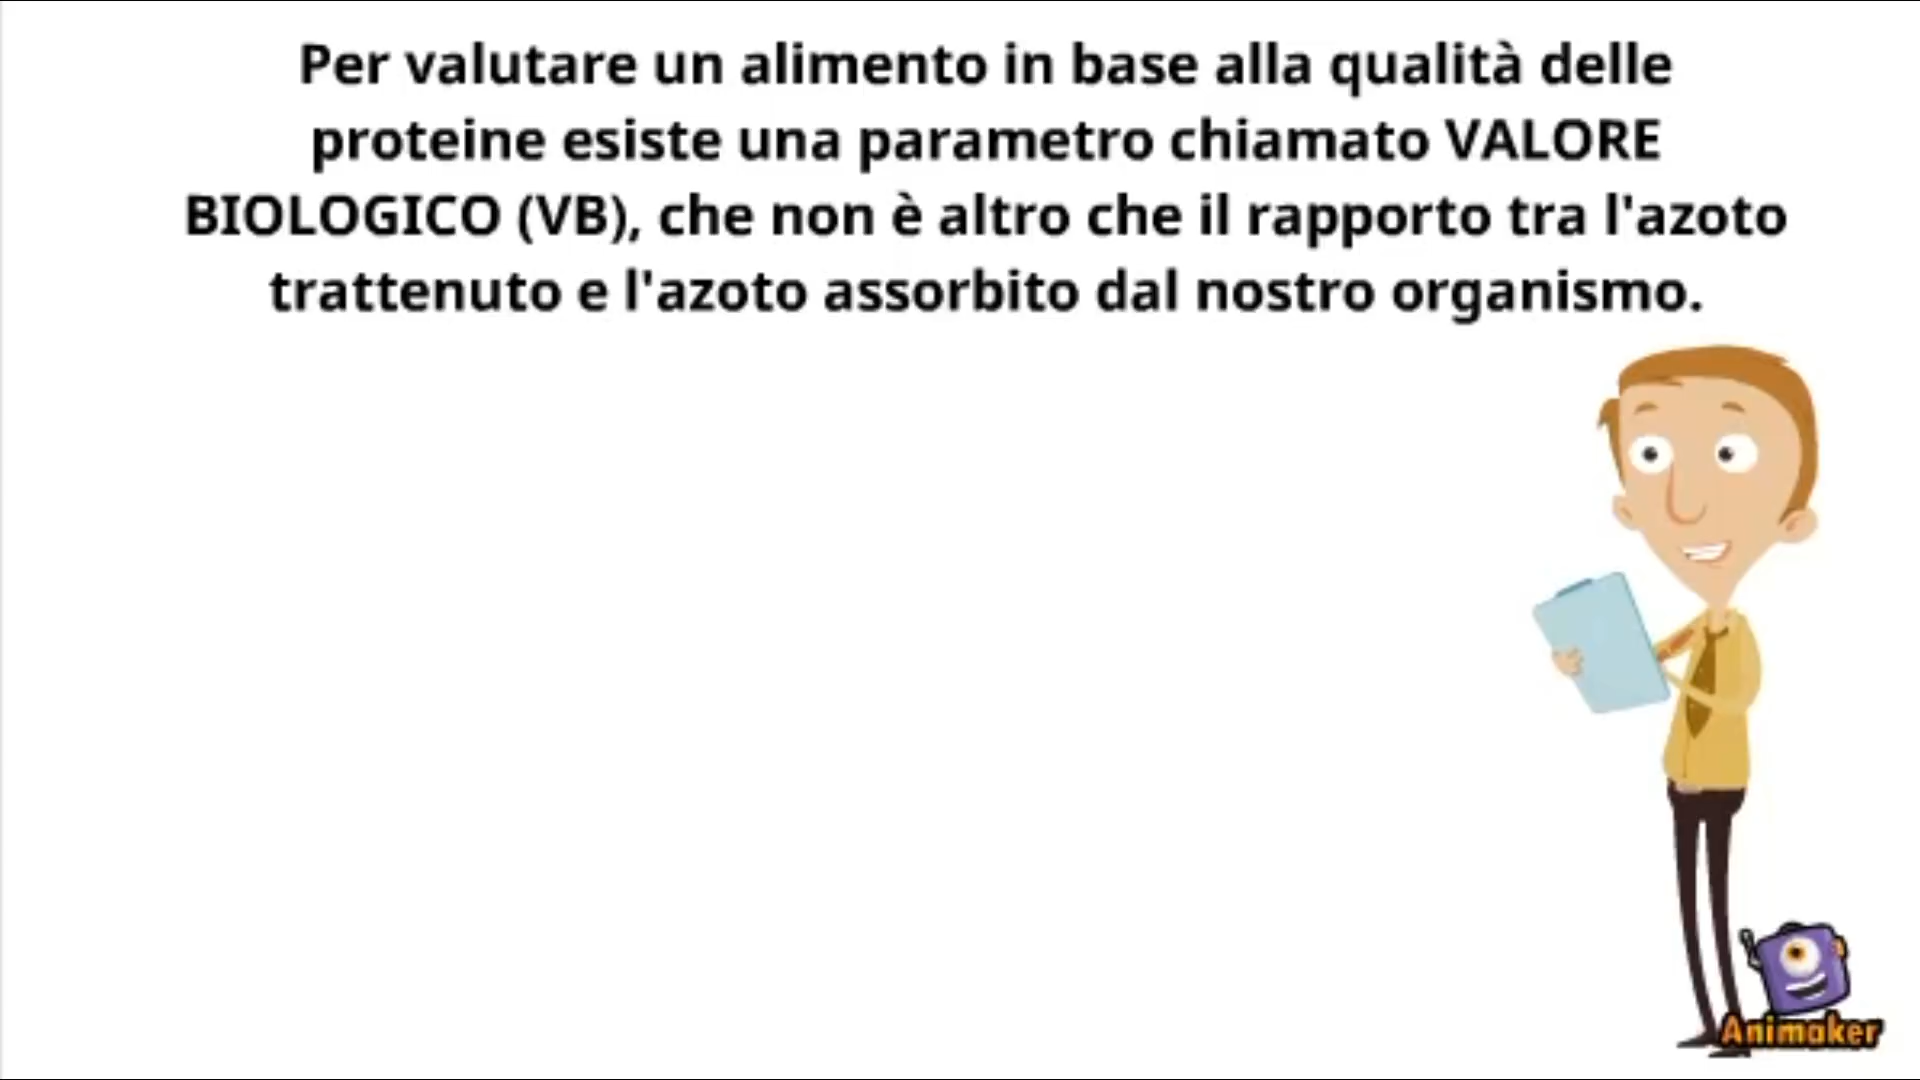 Per valutare un alimento in base alla qualità delle
proteine esiste una parametro chiamato VALORE
BIOLOGICO (VB), che non è altro che il rapporto tra l'azoto
trattenuto e l'azoto assorbito dal nostro organismo.
Animaker